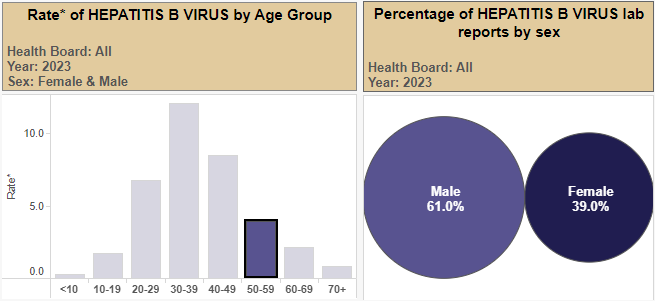 Rate* of HEPATITIS B VIRUS by Age Group
Health Board: All
Year: 2023
Sex: Female & Male
10.0
5.0
0.0
Rate*
<10 10-19 20-29 30-39 40-49 50-59 60-69 70+
Percentage of HEPATITIS B VIRUS lab
reports by sex
Health Board: All
Year: 2023
Male
61.0%
Female
39.0%